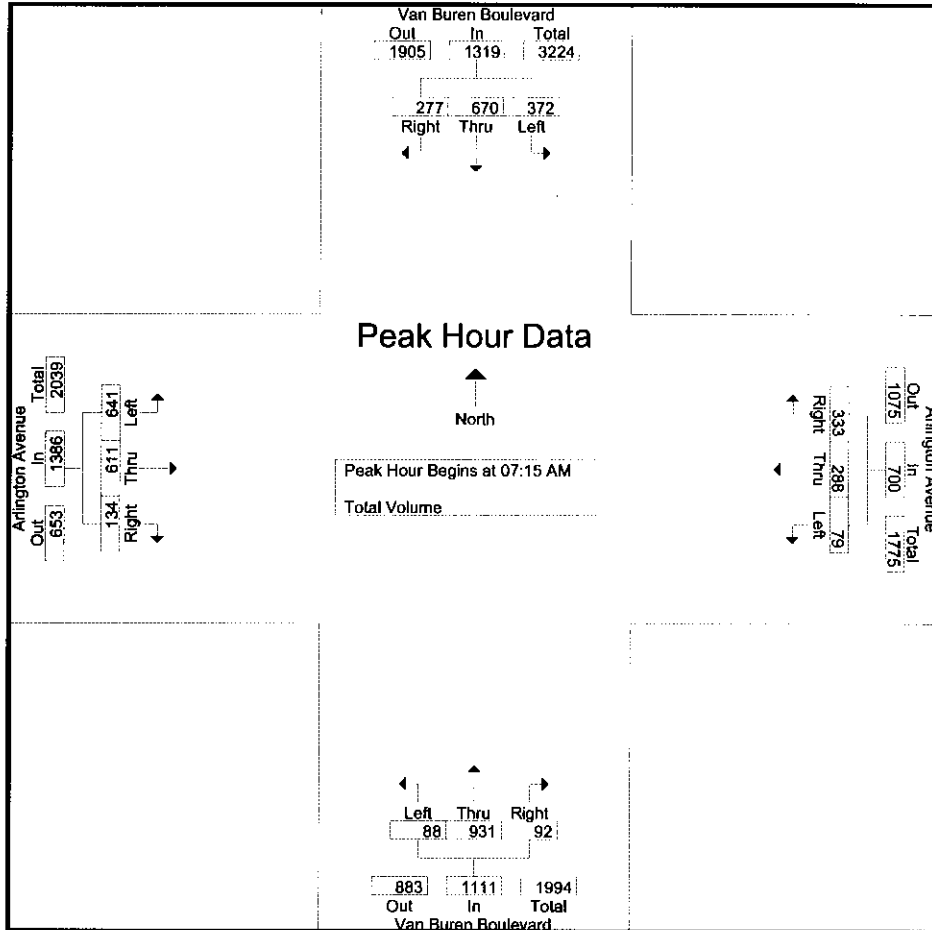 Van Buren Boulevard
Out In Total
1905 1319 3224
277 670 372
Right Thru Left
Peak Hour Data
North
Peak Hour Begins at 07:15 AM
Total Volume
Arlington Avenue
Out In Total
653 1386 2039
134 611 641
Right Thru Left
Arlington Avenue
Out In Total
1075 700 1775
333 288 79
Right Thru Left
Left Thru Right
88 931 92
883 1111 1994
Out In Total
Van Buren Boulevard